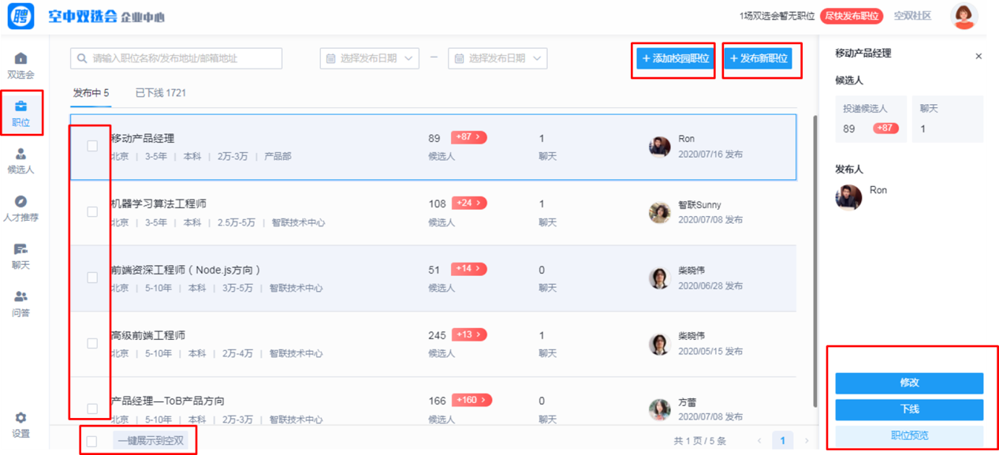 聘 空中双选会 企业中心
1场双选会暂无职位 尽快发布职位 空双社区
双选会
职位
候选人
人才推荐
聊天
问答
设置
请输入职位名称/发布地址/邮箱地址 选择发布日期 — 选择发布日期 +添加校园职位 +发布新职位
发布中 5 已下线 1721
移动产品经理 89 +87 > 1 Ron
北京 | 3-5年 | 本科 | 2万-3万 | 产品部 候选人 聊天 2020/07/16 发布
机器学习算法工程师 108 +24 > 1 智联Sunny
北京 | 3-5年 | 本科 | 2.5万-5万 | 智联技术中心 候选人 聊天 2020/07/08 发布
前端资深工程师（Node.js方向） 51 +14 > 0 柴晓伟
北京 | 5-10年 | 本科 | 3万-5万 | 智联技术中心 候选人 聊天 2020/06/28 发布
高级前端工程师 245 +13 > 1 柴晓伟
北京 | 5-10年 | 本科 | 2万-4万 | 智联技术中心 候选人 聊天 2020/05/15 发布
产品经理—ToB产品方向 166 +160 > 0 方蕾
北京 | 5-10年 | 本科 | 2万-3万 | 智联技术中心 候选人 聊天 2020/07/08 发布
一键展示到空双 共 1 页 / 5 条 < 1 >
移动产品经理 ×
候选人
投递候选人 聊天
89 +87 1
发布人
Ron
修改
下线
职位预览